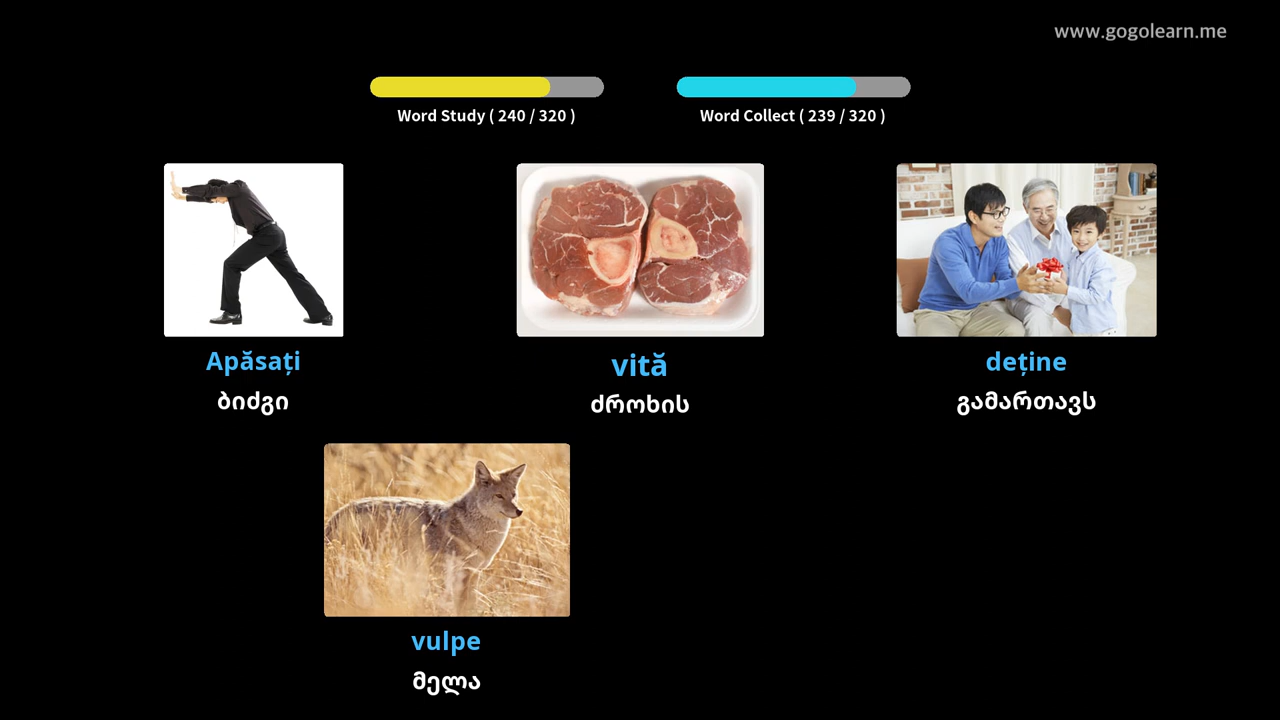 www.gogolearn.me
Word Study ( 240 / 320 )
Word Collect ( 239 / 320 )
Apăsați
ბიძგი
vită
ძროხის
deține
გამართავს
vulpe
მელა